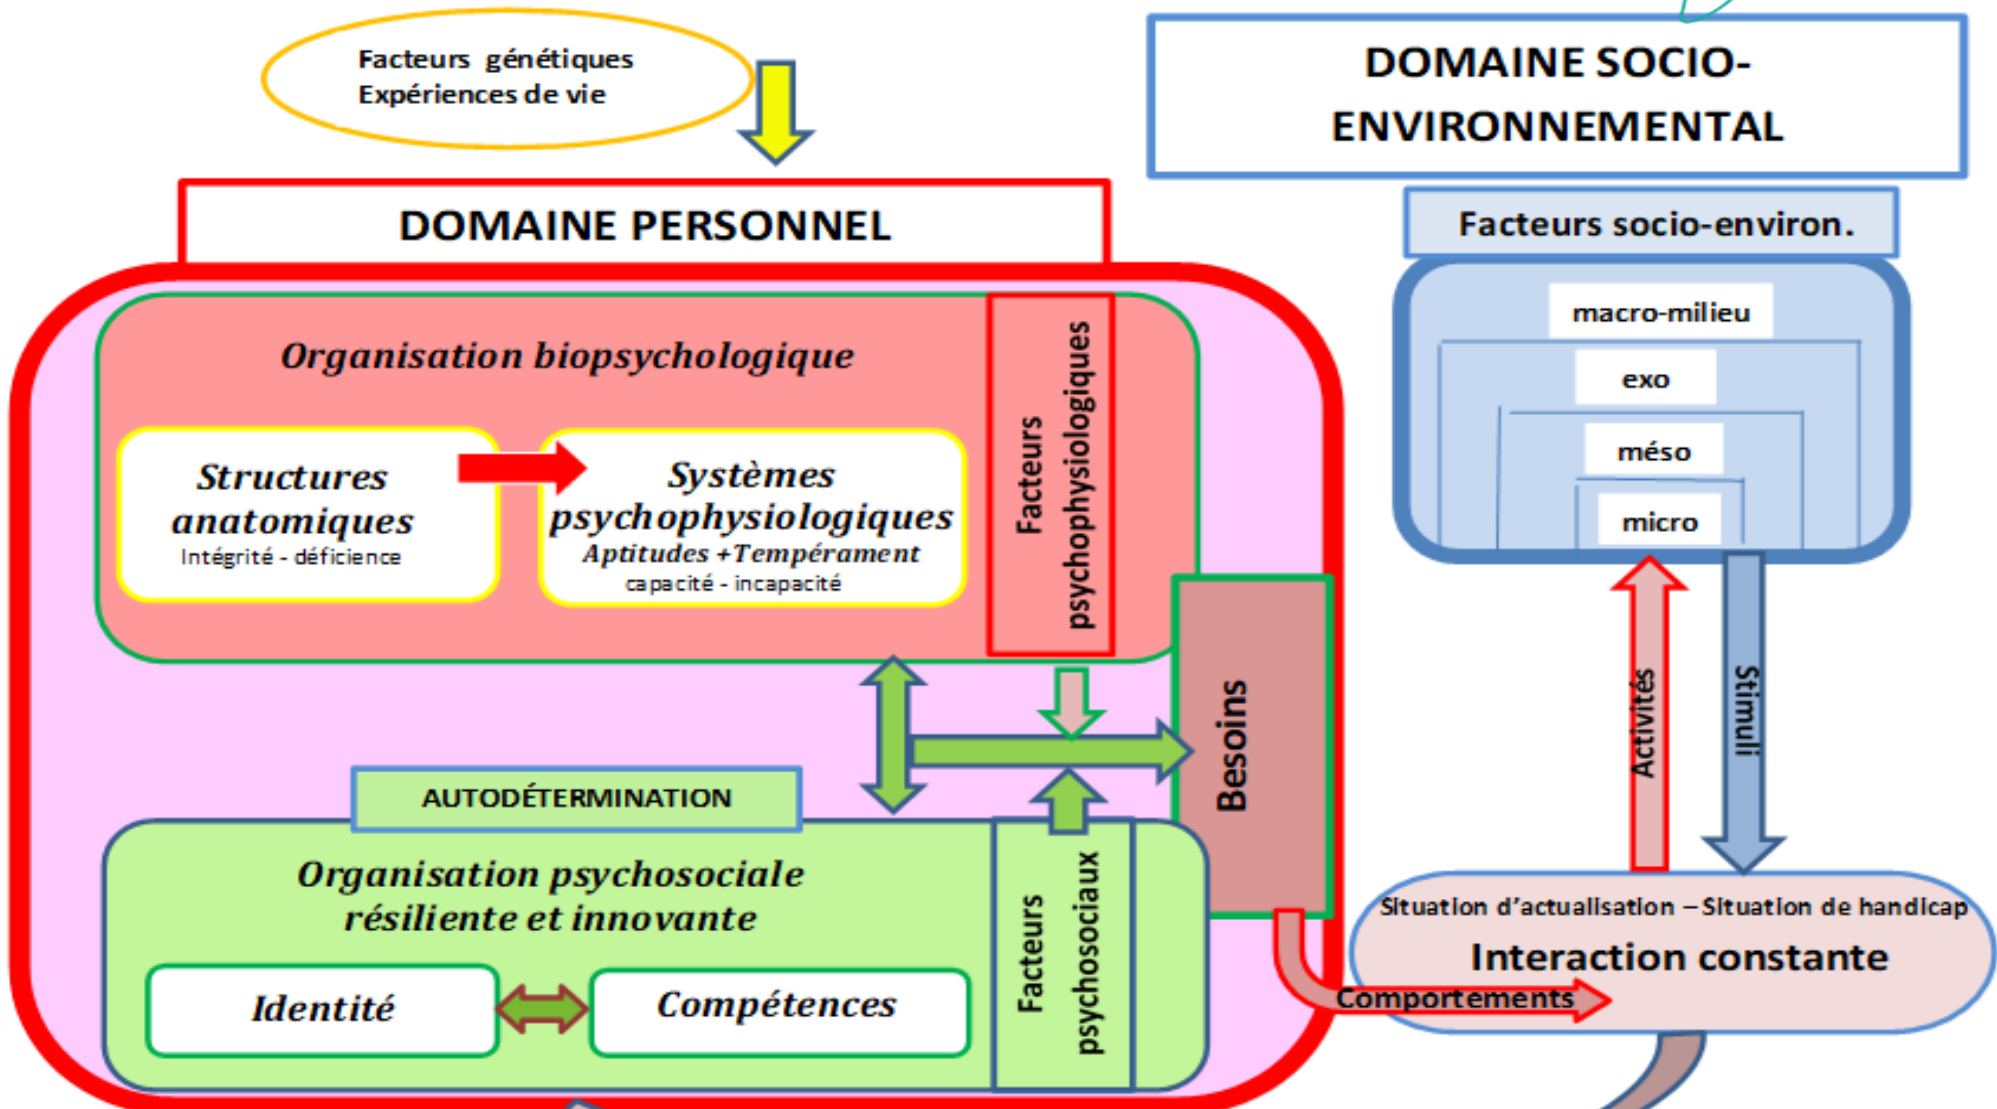 Facteurs génétiques
Expériences de vie
DOMAINE SOCIO-
ENVIRONNEMENTAL
DOMAINE PERSONNEL
Facteurs socio-environ.
macro-milieu
exo
méso
micro
Organisation biopsychologique
Structures
anatomiques
Intégrité - déficience
Systèmes
psychophysiologiques
Aptitudes +Tempérament
capacité - incapacité
Facteurs
psychophysiologiques
Besoins
Activités
Stimuli
AUTODÉTERMINATION
Organisation psychosociale
résiliente et innovante
Identité
Compétences
Facteurs
psychosociaux
Situation d'actualisation – Situation de handicap
Interaction constante
Comportements